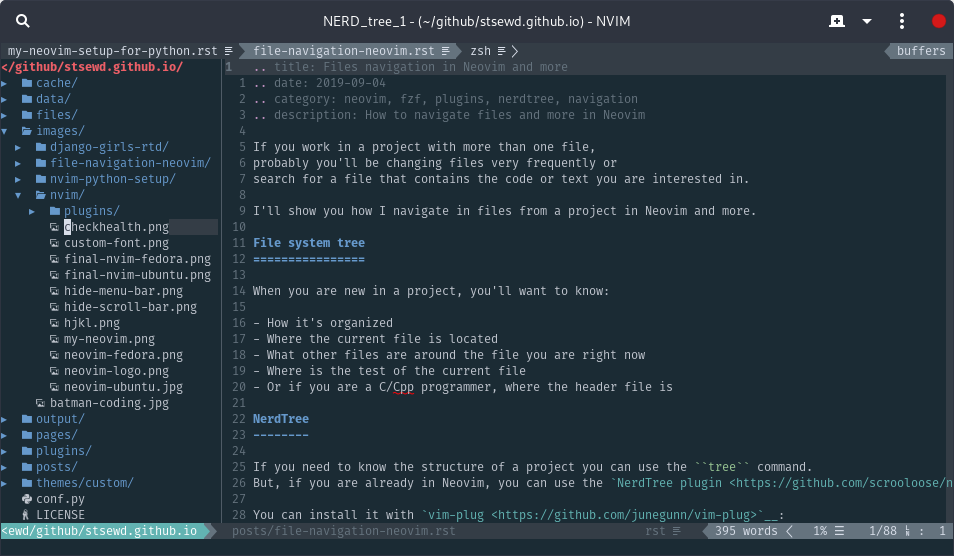 NERD_tree_1 - (~/github/stsewd.github.io) - NVIM
my-neovim-setup-for-python.rst file-navigation-neovim.rst zsh buffers
</github/stsewd.github.io/
cache/
data/
files/
images/
django-girls-rtd/
file-navigation-neovim/
nvim-python-setup/
nvim/
plugins/
checkhealth.png
custom-font.png
final-nvim-fedora.png
final-nvim-ubuntu.png
hide-menu-bar.png
hide-scroll-bar.png
hjkl.png
my-neovim.png
neovim-fedora.png
neovim-logo.png
neovim-ubuntu.jpg
batman-coding.jpg
output/
pages/
plugins/
posts/
themes/custom/
conf.py
LICENSE
1 .. title: Files navigation in Neovim and more
1 .. date: 2019-09-04
2 .. category: neovim, fzf, plugins, nerdtree, navigation
3 .. description: How to navigate files and more in Neovim
4
5 If you work in a project with more than one file,
6 probably you'll be changing files very frequently or
7 search for a file that contains the code or text you are interested in.
8
9 I'll show you how I navigate in files from a project in Neovim and more.
10
11 File system tree
12 ================
13
14 When you are new in a project, you'll want to know:
15
16 - How it's organized
17 - Where the current file is located
18 - What other files are around the file you are right now
19 - Where is the test of the current file
20 - Or if you are a C/Cpp programmer, where the header file is
21
22 NerdTree
23 --------
24
25 If you need to know the structure of a project you can use the ``tree`` command.
26 But, if you are already in Neovim, you can use the `NerdTree plugin <https://github.com/scrooloose/n
27
28 You can install it with `vim-plug <https://github.com/junegunn/vim-plug>`__:
<ewd/github/stsewd.github.io posts/file-navigation-neovim.rst rst 395 words 1% 1/88 : 1